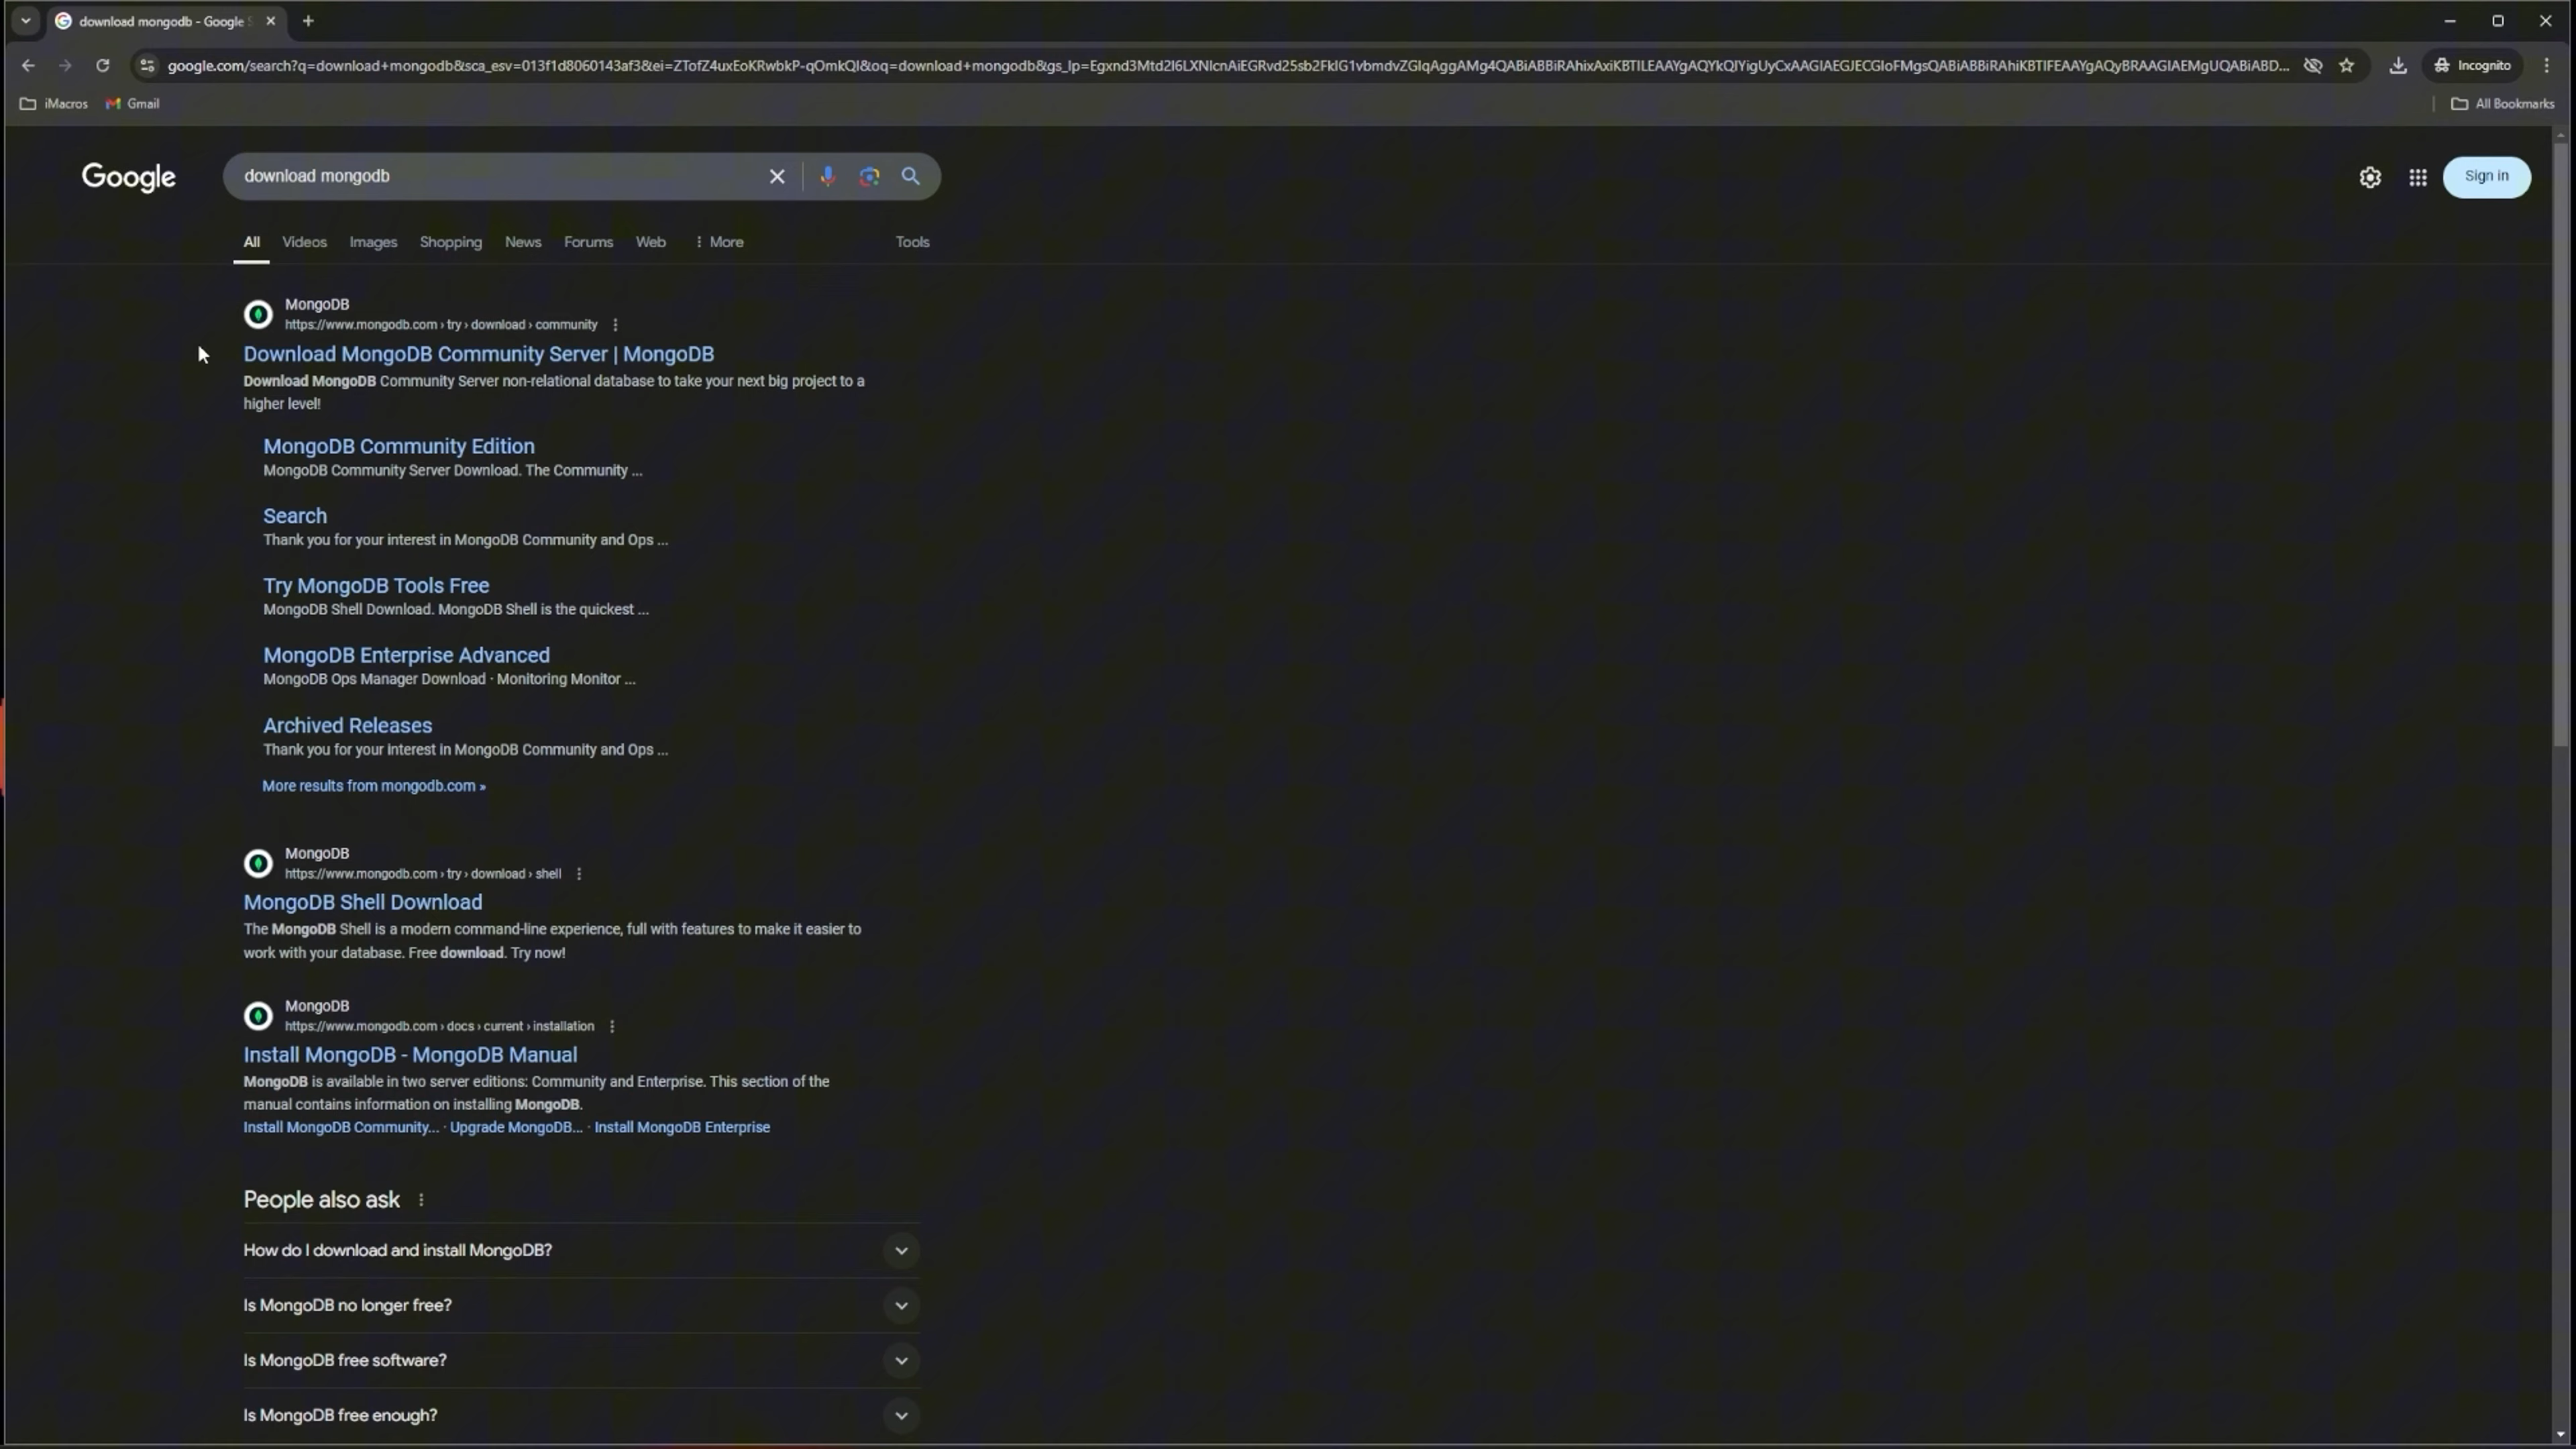 download mongodb - Google S
google.com/search?q=download+mongodb&sca_esv=013f1d8060143af3&ei=ZTofZ4uxEoKRwbkP-qOmkQI&oq=download+mongodb&gs_lp=
Incognito
iMacros
Gmail
All Bookmarks
Google
download mongodb
Sign in
All
Videos
Images
Shopping
News
Forums
Web
More
Tools
MongoDB
https://www.mongodb.com › try › download › community
Download MongoDB Community Server | MongoDB
Download MongoDB Community Server non-relational database to take your next big project to a
higher level!
MongoDB Community Edition
MongoDB Community Server Download. The Community ...
Search
Thank you for your interest in MongoDB Community and Ops ...
Try MongoDB Tools Free
MongoDB Shell Download. MongoDB Shell is the quickest ...
MongoDB Enterprise Advanced
MongoDB Ops Manager Download · Monitoring Monitor ...
Archived Releases
Thank you for your interest in MongoDB Community and Ops ...
More results from mongodb.com »
MongoDB
https://www.mongodb.com › try › download › shell
MongoDB Shell Download
The MongoDB Shell is a modern command-line experience, full with features to make it easier to
work with your database. Free download. Try now!
MongoDB
https://www.mongodb.com › docs › current › installation
Install MongoDB - MongoDB Manual
MongoDB is available in two server editions: Community and Enterprise. This section of the
manual contains information on installing MongoDB.
Install MongoDB Community... · Upgrade MongoDB... · Install MongoDB Enterprise
People also ask
How do I download and install MongoDB?
Is MongoDB no longer free?
Is MongoDB free software?
Is MongoDB free enough?